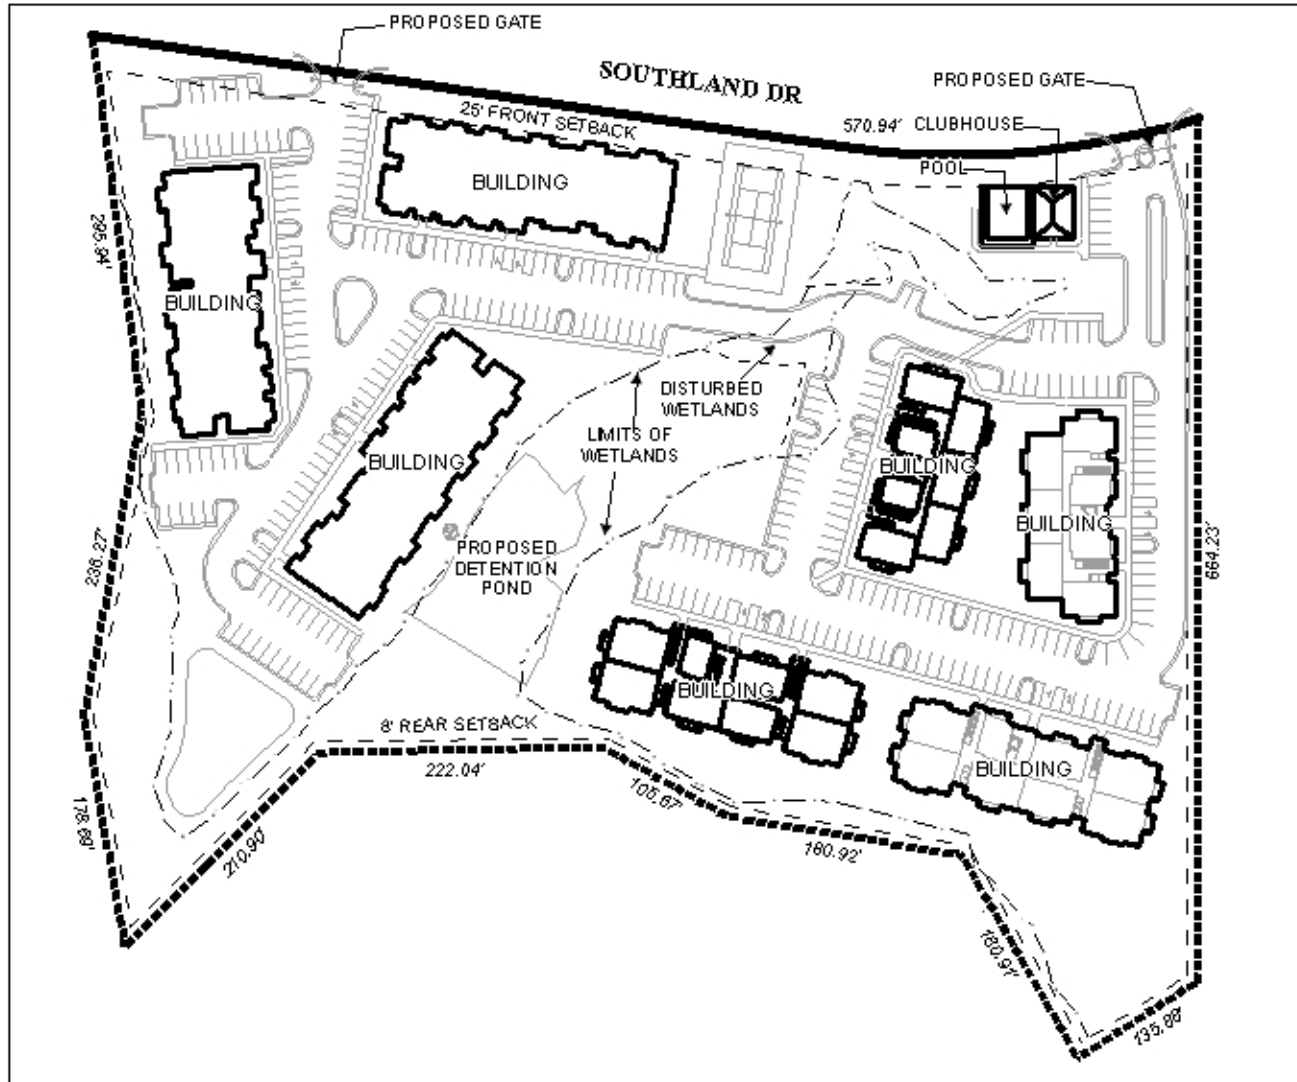 PROPOSED GATE
SOUTHLAND DR
PROPOSED GATE
25' FRONT SETBACK
570.94' CLUBHOUSE
POOL
BUILDING
295.94'
BUILDING
DISTURBED
WETLANDS
LIMITS OF
WETLANDS
BUILDING
BUILDING
BUILDING
236.27'
PROPOSED
DETENTION
POND
664.23'
BUILDING
8' REAR SETBACK
BUILDING
222.04'
105.67'
178.69'
210.90'
160.92'
180.91'
135.88'